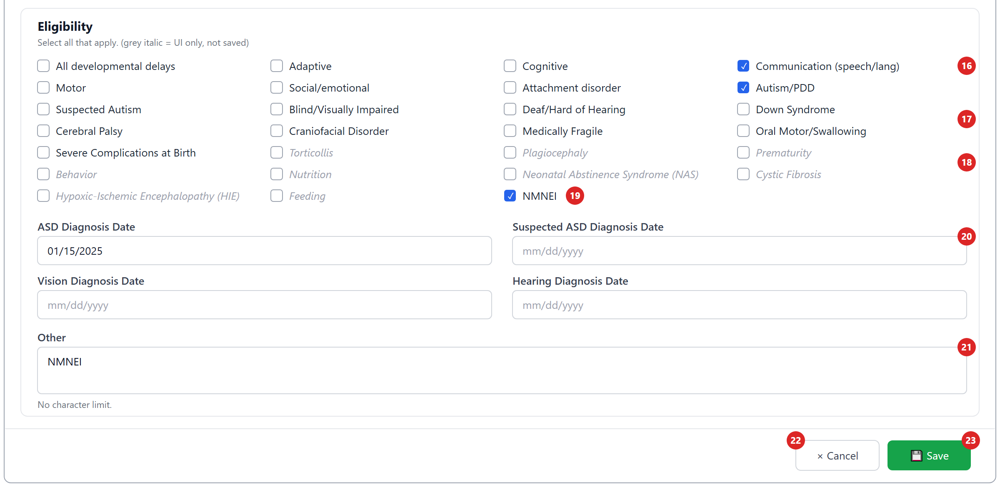 Eligibility
Select all that apply. (grey italic = UI only, not saved)
All developmental delays Adaptive Cognitive Communication (speech/lang) 16
Motor Social/emotional Attachment disorder Autism/PDD
Suspected Autism Blind/Visually Impaired Deaf/Hard of Hearing Down Syndrome
17
Cerebral Palsy Craniofacial Disorder Medically Fragile Oral Motor/Swallowing
Severe Complications at Birth Torticollis Plagiocephaly Prematurity
18
Behavior Nutrition Neonatal Abstinence Syndrome (NAS) Cystic Fibrosis
Hypoxic-Ischemic Encephalopathy (HIE) Feeding NMNEI 19
ASD Diagnosis Date Suspected ASD Diagnosis Date
20
01/15/2025 mm/dd/yyyy
Vision Diagnosis Date Hearing Diagnosis Date
mm/dd/yyyy mm/dd/yyyy
Other
21
NMNEI
No character limit.
22 23
× Cancel Save